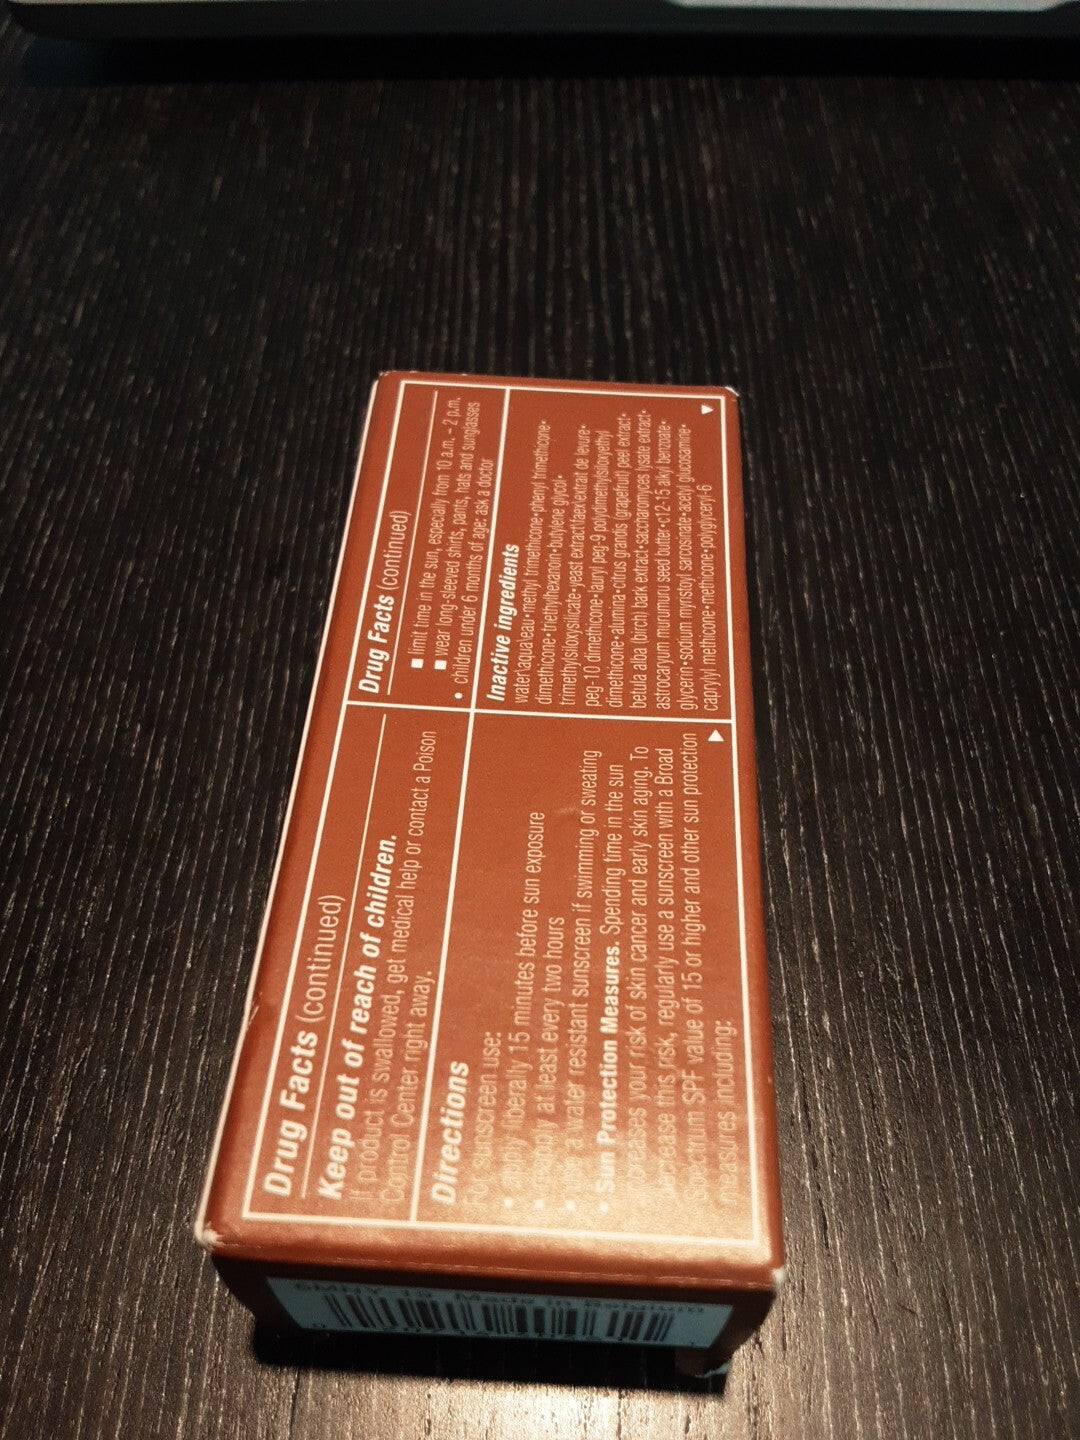 Drug Facts (continued)
Keep out of reach of children.
If product is swallowed, get medical help or contact a Poison
Control Center right away.
Directions
For sunscreen use:
• apply liberally 15 minutes before sun exposure
• reapply at least every two hours
• use a water resistant sunscreen if swimming or sweating
• Sun Protection Measures. Spending time in the sun
increases your risk of skin cancer and early skin aging. To
decrease this risk, regularly use a sunscreen with a Broad
Spectrum SPF value of 15 or higher and other sun protection
measures including:
Drug Facts (continued)
■ limit time in the sun, especially from 10 a.m. – 2 p.m.
■ wear long-sleeved shirts, pants, hats and sunglasses
• children under 6 months of age: ask a doctor
Inactive ingredients
water\aqua\eau•methyl trimethicone•phenyl trimethicone•
dimethicone•triethylhexanoin•butylene glycol•
trimethylsiloxysilicate•yeast extract\faex\extrait de levure•
peg-10 dimethicone•lauryl peg-9 polydimethylsiloxyethyl
dimethicone•alumina•citrus grandis (grapefruit) peel extract•
betula alba (birch) bark extract•saccharomyces lysate extract•
astrocaryum murumuru seed butter•c12-15 alkyl benzoate•
glycerin•sodium myristoyl sarcosinate•acetyl glucosamine•
caprylyl methicone•methicone•polyglyceryl-6
Made in Belgium